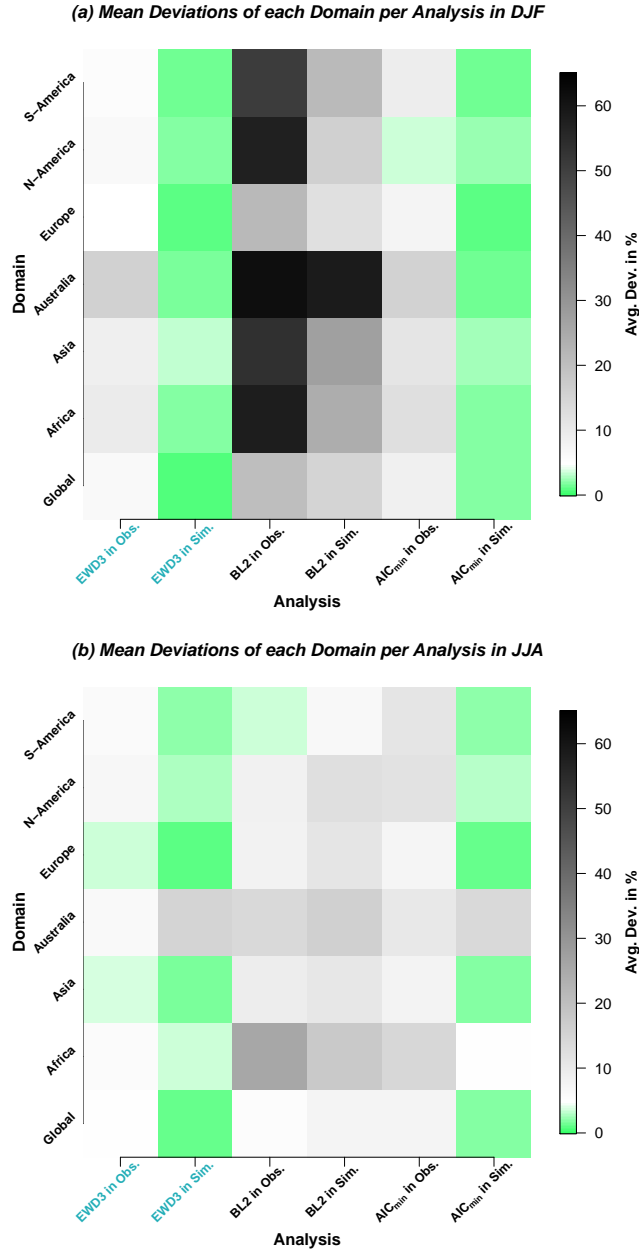 (a) Mean Deviations of each Domain per Analysis in DJF
S−America
N−America
Europe
Australia
Asia
Africa
Global
Domain
EWD3 in Obs.
EWD3 in Sim.
BL2 in Obs.
BL2 in Sim.
AICmin in Obs.
AICmin in Sim.
Analysis
60
50
40
30
20
10
0
Avg. Dev. in %
(b) Mean Deviations of each Domain per Analysis in JJA
S−America
N−America
Europe
Australia
Asia
Africa
Global
Domain
EWD3 in Obs.
EWD3 in Sim.
BL2 in Obs.
BL2 in Sim.
AICmin in Obs.
AICmin in Sim.
Analysis
60
50
40
30
20
10
0
Avg. Dev. in %